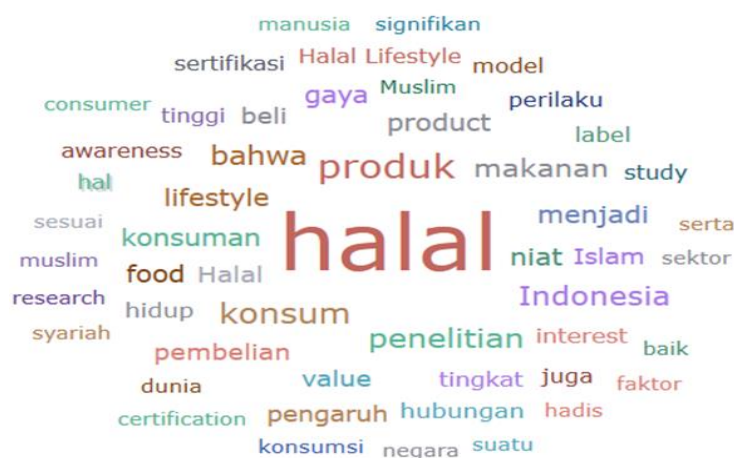 manusia signifikan
sertifikasi Halal Lifestyle model
consumer tinggi beli gaya Muslim product perilaku label
awareness bahwa produk makanan study
hal lifestyle
sesuai konsuman halal menjadi serta
muslim food Halal niat Islam sektor
research hidup konsum Indonesia
syariah pembelian penelitian interest baik
dunia value tingkat juga faktor
certification pengaruh hubungan hadis
konsumsi negara suatu